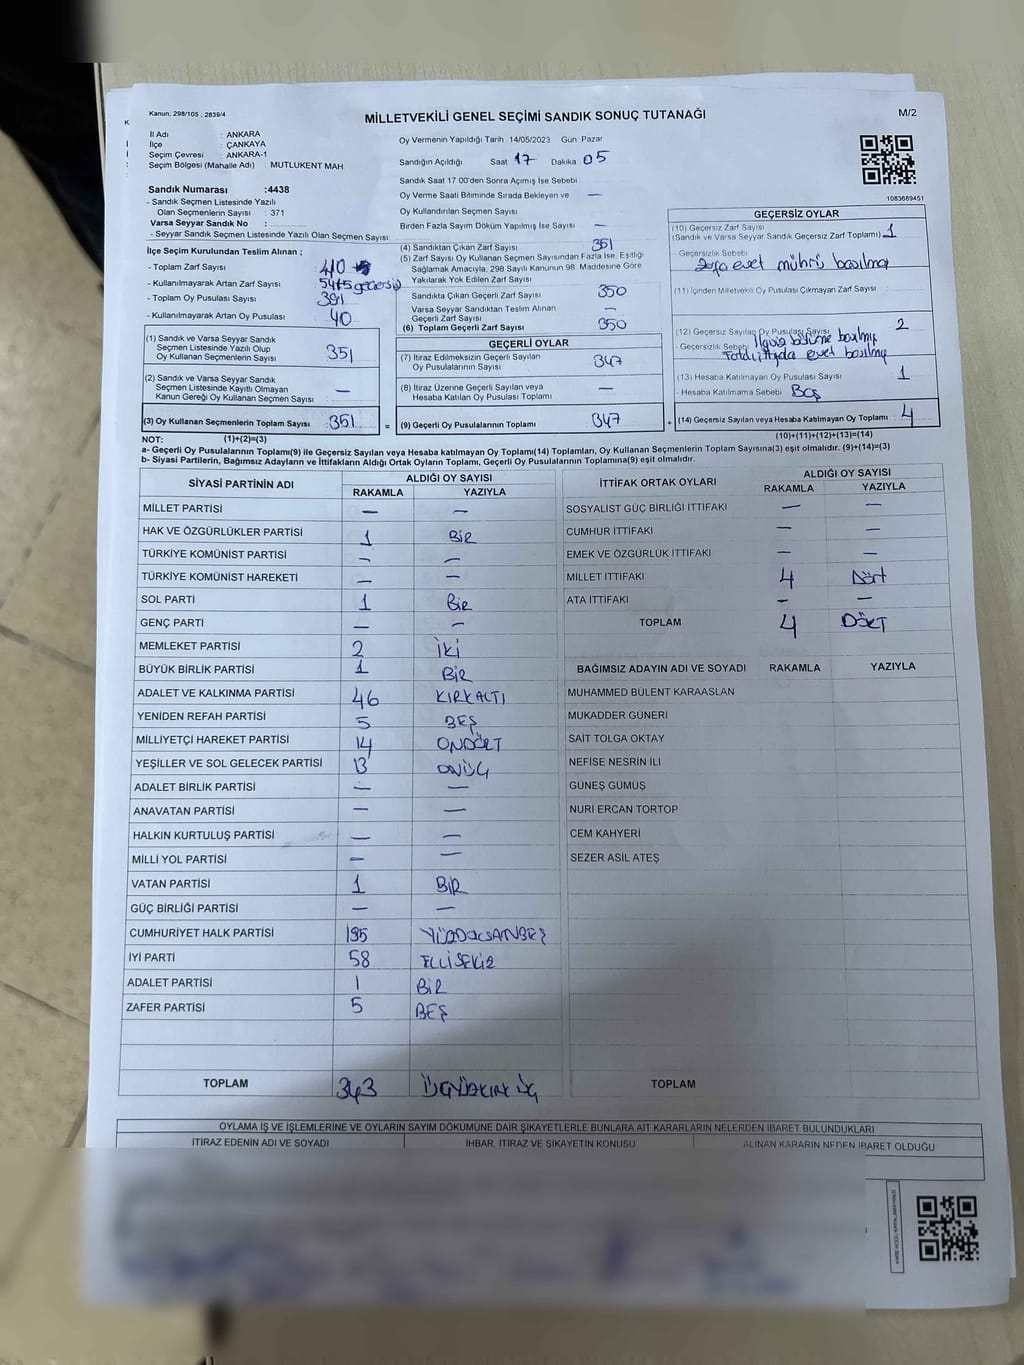 Kanun; 298/105 , 2839/4
MİLLETVEKİLİ GENEL SEÇİMİ SANDIK SONUÇ TUTANAĞI
M/2
İl Adı : ANKARA
İlçe : ÇANKAYA
Seçim Çevresi : ANKARA-1
Seçim Bölgesi (Mahalle Adı) : MUTLUKENT MAH
Oy Vermenin Yapıldığı Tarih 14/05/2023 Gün Pazar
Sandığın Açıldığı Saat 17 Dakika 05
Sandık Saat 17 00'den Sonra Açımış İse Sebebi
Oy Verme Saati Bitiminde Sırada Bekleyen ve —
Oy Kullandırılan Seçmen Sayısı
Birden Fazla Sayım Döküm Yapılmış İse Sayısı —
1083669451
Sandık Numarası :4438
- Sandık Seçmen Listesinde Yazılı
Olan Seçmenlerin Sayısı : 371
Varsa Seyyar Sandık No :
- Seyyar Sandık Seçmen Listesinde Yazılı Olan Seçmen Sayısı
İlçe Seçim Kurulundan Teslim Alınan ;
- Toplam Zarf Sayısı 410
- Kullanılmayarak Artan Zarf Sayısı
- Toplam Oy Pusulası Sayısı 391
- Kullanılmayarak Artan Oy Pusulası 40
(1) Sandık ve Varsa Seyyar Sandık
Seçmen Listesinde Yazılı Olup
Oy Kullanan Seçmenlerin Sayısı 351
(2) Sandık ve Varsa Seyyar Sandık
Seçmen Listesinde Kayıtlı Olmayan
Kanun Gereği Oy Kullanan Seçmen Sayısı —
(3) Oy Kullanan Seçmenlerin Toplam Sayısı :351
(4) Sandıktan Çıkan Zarf Sayısı 351
(5) Zarf Sayısı Oy Kullanan Seçmen Sayısından Fazla İse, Eşitliği
Sağlamak Amacıyla, 298 Sayılı Kanunun 98. Maddesine Göre
Yakılarak Yok Edilen Zarf Sayısı —
Sandıkta Çıkan Geçerli Zarf Sayısı 350
Varsa Seyyar Sandıktan Teslim Alınan
Geçerli Zarf Sayısı —
(6) Toplam Geçerli Zarf Sayısı 350
GEÇERLİ OYLAR
(7) İtiraz Edilmeksizin Geçerli Sayılan
Oy Pusulalarının Sayısı 347
(8) İtiraz Üzerine Geçerli Sayılan veya
Hesaba Katılan Oy Pusulası Toplamı —
= (9) Geçerli Oy Pusulalarının Toplamı 347
GEÇERSİZ OYLAR
(10) Geçersiz Zarf Sayısı
(Sandık ve Varsa Seyyar Sandık Geçersiz Zarf Toplamı) 1
- Geçersizlik Sebebi
Zarfa evet mührü basılmış
(11) İçinden Milletvekili Oy Pusulası Çıkmayan Zarf Sayısı
(12) Geçersiz Sayılan Oy Pusulası Sayısı 2
- Geçersizlik Sebebi
evet basılmış
(13) Hesaba Katılmayan Oy Pusulası Sayısı 1
- Hesaba Katılmama Sebebi Boş
+ (14) Geçersiz Sayılan veya Hesaba Katılmayan Oy Toplamı 4
NOT: (1)+(2)=(3)
(10)+(11)+(12)+(13)=(14)
a- Geçerli Oy Pusulalarının Toplamı(9) ile Geçersiz Sayılan veya Hesaba Katılmayan Oy Toplamı(14) Toplamları, Oy Kullanan Seçmenlerin Toplam Sayısına(3) eşit olmalıdır. (9)+(14)=(3)
b- Siyasi Partilerin, Bağımsız Adayların ve İttifakların Aldığı Ortak Oyların Toplamı, Geçerli Oy Pusulalarının Toplamına(9) eşit olmalıdır.
SİYASİ PARTİNİN ADI ALDIĞI OY SAYISI
RAKAMLA YAZIYLA
MİLLET PARTİSİ — —
HAK VE ÖZGÜRLÜKLER PARTİSİ 1 BİR
TÜRKİYE KOMÜNİST PARTİSİ — —
TÜRKİYE KOMÜNİST HAREKETİ — —
SOL PARTİ 1 BİR
GENÇ PARTİ — —
MEMLEKET PARTİSİ 2 İKİ
BÜYÜK BİRLİK PARTİSİ 1 BİR
ADALET VE KALKINMA PARTİSİ 46 KIRKALTI
YENİDEN REFAH PARTİSİ 5 BEŞ
MİLLİYETÇİ HAREKET PARTİSİ 14 ONDÖRT
YEŞİLLER VE SOL GELECEK PARTİSİ 13 ONÜÇ
ADALET BİRLİK PARTİSİ — —
ANAVATAN PARTİSİ — —
HALKIN KURTULUŞ PARTİSİ — —
MİLLİ YOL PARTİSİ — —
VATAN PARTİSİ 1 BİR
GÜÇ BİRLİĞİ PARTİSİ — —
CUMHURİYET HALK PARTİSİ 195 YÜZDOKSANBEŞ
İYİ PARTİ 58 ELLİSEKİZ
ADALET PARTİSİ 1 BİR
ZAFER PARTİSİ 5 BEŞ
TOPLAM 343 ÜÇYÜZKIRK ÜÇ
İTTİFAK ORTAK OYLARI ALDIĞI OY SAYISI
RAKAMLA YAZIYLA
SOSYALİST GÜÇ BİRLİĞİ İTTİFAKI — —
CUMHUR İTTİFAKI — —
EMEK VE ÖZGÜRLÜK İTTİFAKI — —
MİLLET İTTİFAKI 4 Dört
ATA İTTİFAKI — —
TOPLAM 4 DÖRT
BAĞIMSIZ ADAYIN ADI VE SOYADI RAKAMLA YAZIYLA
MUHAMMED BÜLENT KARAASLAN
MUKADDER GÜNERİ
SAİT TOLGA OKTAY
NEFİSE NESRİN İLİ
GÜNEŞ GÜMÜŞ
NURİ ERCAN TORTOP
CEM KAHYERİ
SEZER ASİL ATEŞ
TOPLAM
OYLAMA İŞ VE İŞLEMLERİNE VE OYLARIN SAYIM DÖKÜMÜNE DAİR ŞİKAYETLERLE BUNLARA AİT KARARLARIN NELERDEN İBARET BULUNDUKLARI
İTİRAZ EDENİN ADI VE SOYADI İHBAR, İTİRAZ VE ŞİKAYETİN KONUSU ALINAN KARARIN NEDEN İBARET OLDUĞU